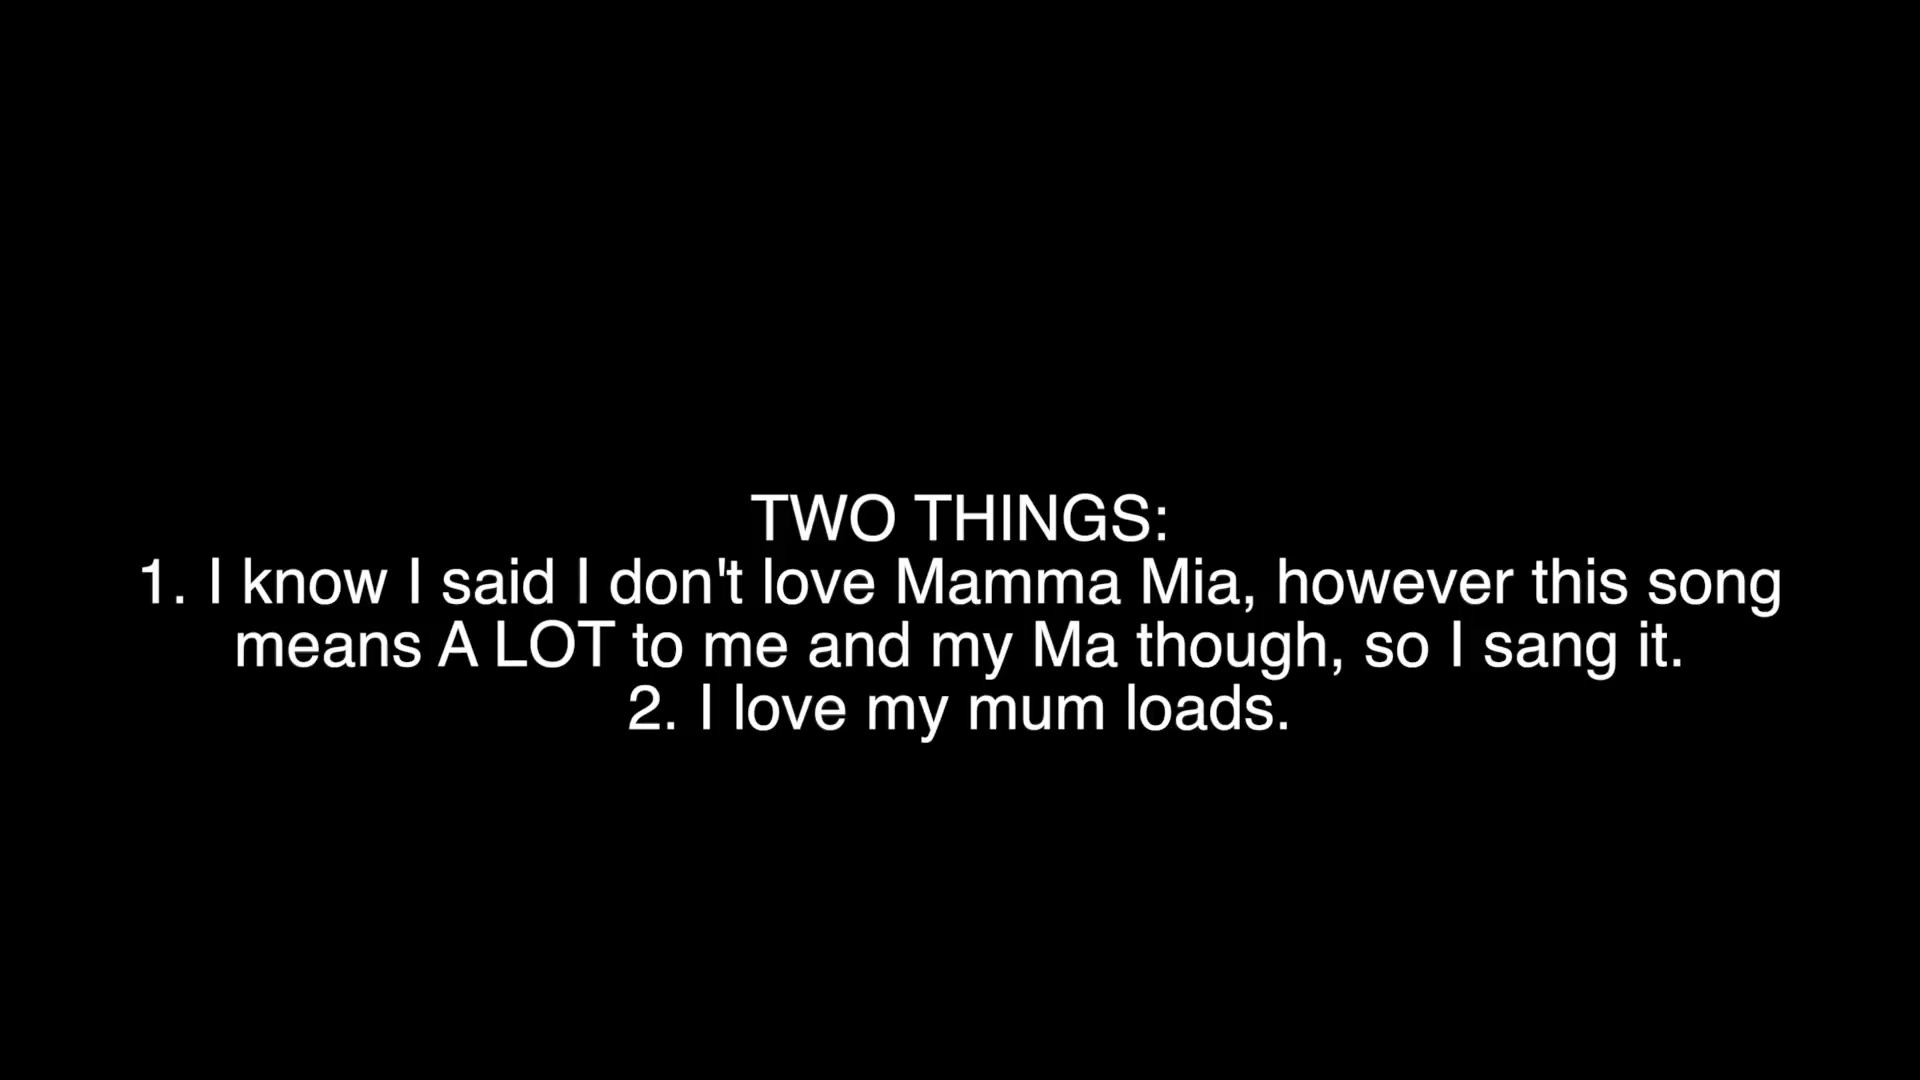 TWO THINGS:
1. I know I said I don't love Mamma Mia, however this song
means A LOT to me and my Ma though, so I sang it.
2. I love my mum loads.